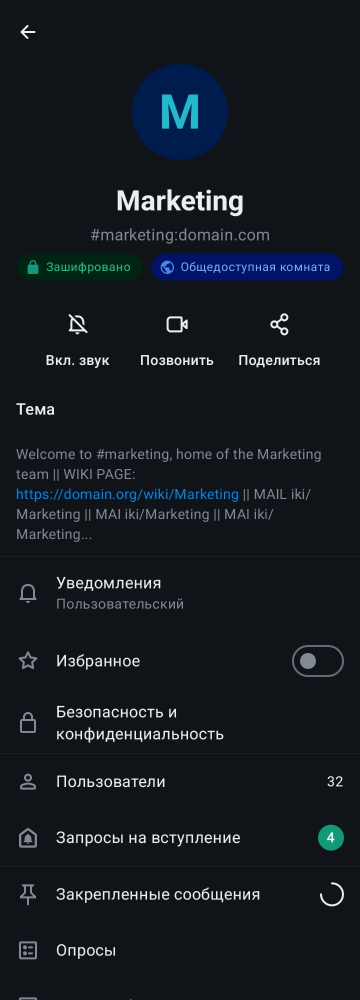 M
Marketing
#marketing:domain.com
Зашифровано
Общедоступная комната
Вкл. звук
Позвонить
Поделиться
Тема
Welcome to #marketing, home of the Marketing
team || WIKI PAGE:
https://domain.org/wiki/Marketing || MAIL iki/
Marketing || MAI iki/Marketing || MAI iki/
Marketing...
Уведомления
Пользовательский
Избранное
Безопасность и
конфиденциальность
Пользователи 32
Запросы на вступление 4
Закрепленные сообщения
Опросы